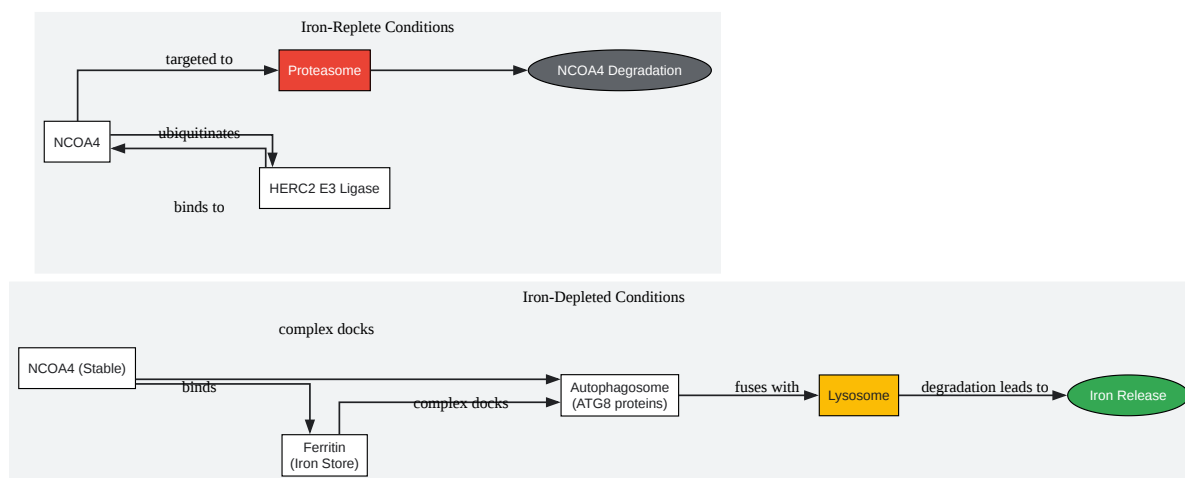 Iron-Replete Conditions
targeted to
Proteasome
NCOA4 Degradation
NCOA4
ubiquitinates
HERC2 E3 Ligase
binds to
Iron-Depleted Conditions
complex docks
NCOA4 (Stable)
binds
Autophagosome
(ATG8 proteins)
fuses with
Lysosome
degradation leads to
Iron Release
complex docks
Ferritin
(Iron Store)